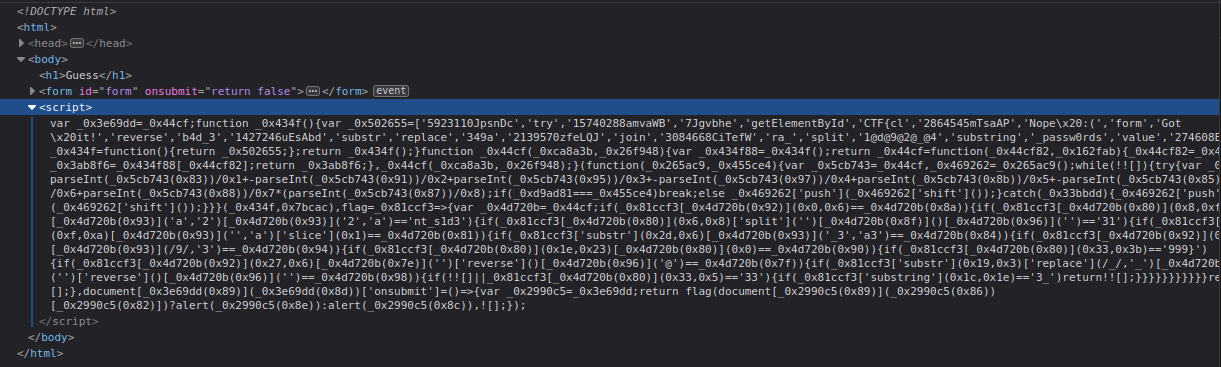 <!DOCTYPE html>
<html>
<head></head>
<body>
<h1>Guess</h1>
<form id="form" onsubmit="return false"></form> event
<script>
var _0x3e69dd=_0x44cf;function _0x434f(){var _0x502655=['5923110JpsnDc','try','15740288amvaWB','7Jgvbhe','getElementById','CTF{cl','2864545mTsaAP','Nope\x20:(','form','Got
\x20it!','reverse','b4d_3','1427246uEsAbd','substr','replace','349a','2139570zfeLQJ','join','3084668CiTefW','ra_','split','1@d@9@2@_@4','substring','_passw0rds','value','274608E
_0x434f=function(){return _0x502655;};return _0x434f();}function _0x44cf(_0xca8a3b,_0x26f948){var _0x434f88=_0x434f();return _0x44cf=function(_0x44cf82,_0x162fab){_0x44cf82=_0x4
_0x3ab6f8=_0x434f88[_0x44cf82];return _0x3ab6f8;},_0x44cf(_0xca8a3b,_0x26f948);}(function(_0x265ac9,_0x455ce4){var _0x5cb743=_0x44cf,_0x469262=_0x265ac9();while(!![]){try{var _
parseInt(_0x5cb743(0x83))/0x1+-parseInt(_0x5cb743(0x91))/0x2+parseInt(_0x5cb743(0x95))/0x3+-parseInt(_0x5cb743(0x97))/0x4+parseInt(_0x5cb743(0x8b))/0x5+-parseInt(_0x5cb743(0x85)
/0x6+parseInt(_0x5cb743(0x88))/0x7*(parseInt(_0x5cb743(0x87))/0x8);if(_0xd9ad81===_0x455ce4)break;else _0x469262['push'](_0x469262['shift']());}catch(_0x33bbdd){_0x469262['push'
(_0x469262['shift']());}}}(_0x434f,0x7bcac),flag=_0x81ccf3=>{var _0x4d720b=_0x44cf;if(_0x81ccf3[_0x4d720b(0x92)](0x0,0x6)==_0x4d720b(0x8a)){if(_0x81ccf3[_0x4d720b(0x80)](0x8,0xf
[_0x4d720b(0x93)]('a','2')[_0x4d720b(0x93)]('2','a')=='nt_s1d3'){if(_0x81ccf3[_0x4d720b(0x80)](0x6,0x8)['split']('')[_0x4d720b(0x8f)]()[_0x4d720b(0x96)]('')=='31'){if(_0x81ccf3[
(0xf,0xa)[_0x4d720b(0x93)]('','a')['slice'](0x1)==_0x4d720b(0x81)){if(_0x81ccf3['substr'](0x2d,0x6)[_0x4d720b(0x93)]('_3','a3')==_0x4d720b(0x84)){if(_0x81ccf3[_0x4d720b(0x92)](0
[_0x4d720b(0x93)](/9/,'3')==_0x4d720b(0x94)){if(_0x81ccf3[_0x4d720b(0x80)](0x1e,0x23)[_0x4d720b(0x80)](0x0)==_0x4d720b(0x90)){if(_0x81ccf3[_0x4d720b(0x80)](0x33,0x3b)=='999}')
{if(_0x81ccf3[_0x4d720b(0x92)](0x27,0x6)[_0x4d720b(0x7e)]('')['reverse']()[_0x4d720b(0x96)]('@')==_0x4d720b(0x7f)){if(_0x81ccf3['substr'](0x19,0x3)['replace'](/_/,'_')[_0x4d720b
('')['reverse']()[_0x4d720b(0x96)]('')==_0x4d720b(0x98)){if(!![]||_0x81ccf3[_0x4d720b(0x80)](0x33,0x5)=='33'){if(_0x81ccf3['substring'](0x1c,0x1e)=='3_')return!![];}}}}}}}}}}re
[];},document[_0x3e69dd(0x89)](_0x3e69dd(0x8d))['onsubmit']=()=>{var _0x2990c5=_0x3e69dd;return flag(document[_0x2990c5(0x89)](_0x2990c5(0x86))
[_0x2990c5(0x82)])?alert(_0x2990c5(0x8e)):alert(_0x2990c5(0x8c)),![];});
</script>
</body>
</html>